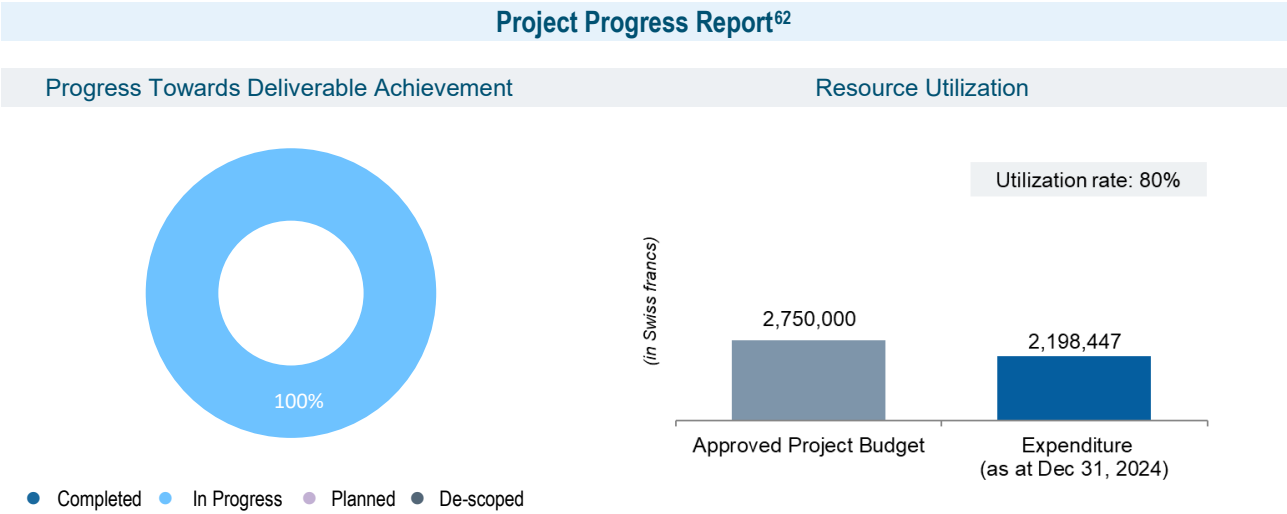 Project Progress Report62
Progress Towards Deliverable Achievement
Resource Utilization
100%
Completed
In Progress
Planned
De-scoped
Utilization rate: 80%
(in Swiss francs)
2,750,000
2,198,447
Approved Project Budget
Expenditure
(as at Dec 31, 2024)